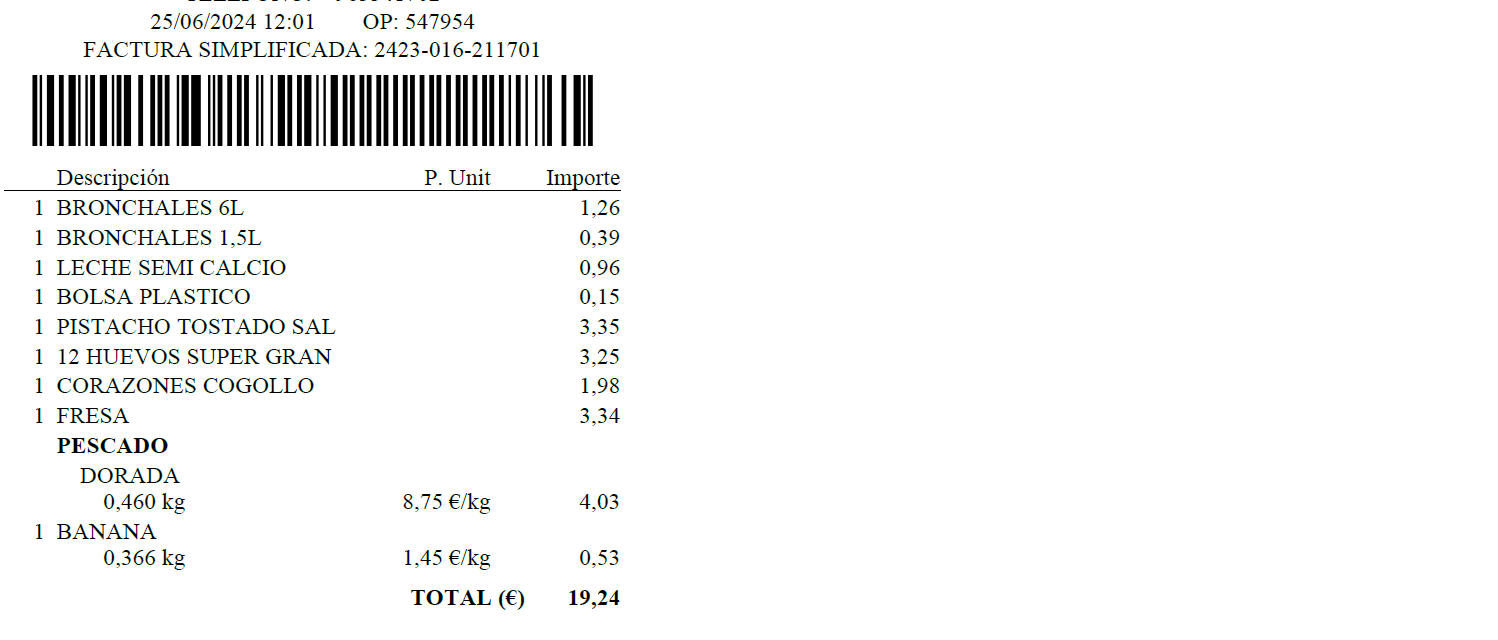 25/06/2024 12:01 OP: 547954
FACTURA SIMPLIFICADA: 2423-016-211701
Descripción P. Unit Importe
1 BRONCHALES 6L 1,26
1 BRONCHALES 1,5L 0,39
1 LECHE SEMI CALCIO 0,96
1 BOLSA PLASTICO 0,15
1 PISTACHO TOSTADO SAL 3,35
1 12 HUEVOS SUPER GRAN 3,25
1 CORAZONES COGOLLO 1,98
1 FRESA 3,34
PESCADO
DORADA
0,460 kg 8,75 €/kg 4,03
1 BANANA
0,366 kg 1,45 €/kg 0,53
TOTAL (€) 19,24